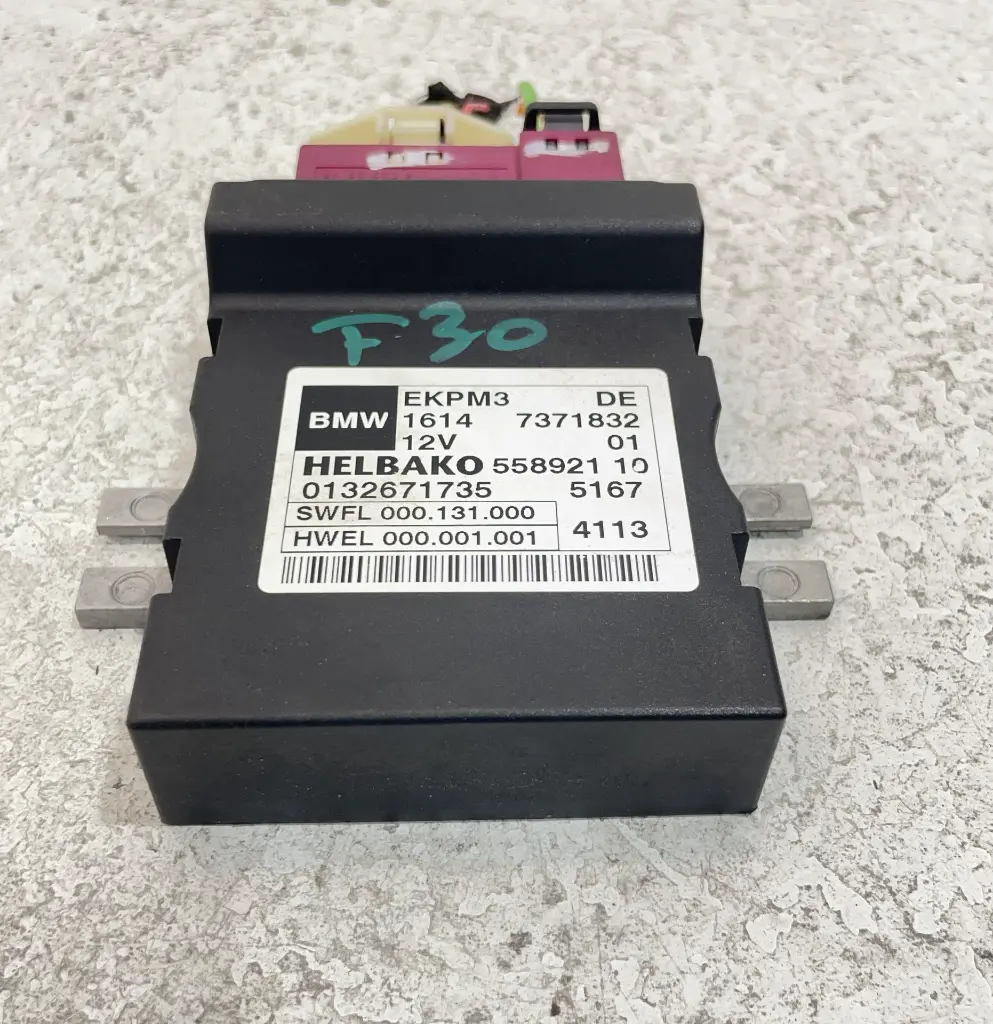 F30
BMW EKPM3 DE
1614 7371832
12V 01
HELBAKO 558921 10
0132671735 5167
SWFL 000.131.000
HWEL 000.001.001 4113